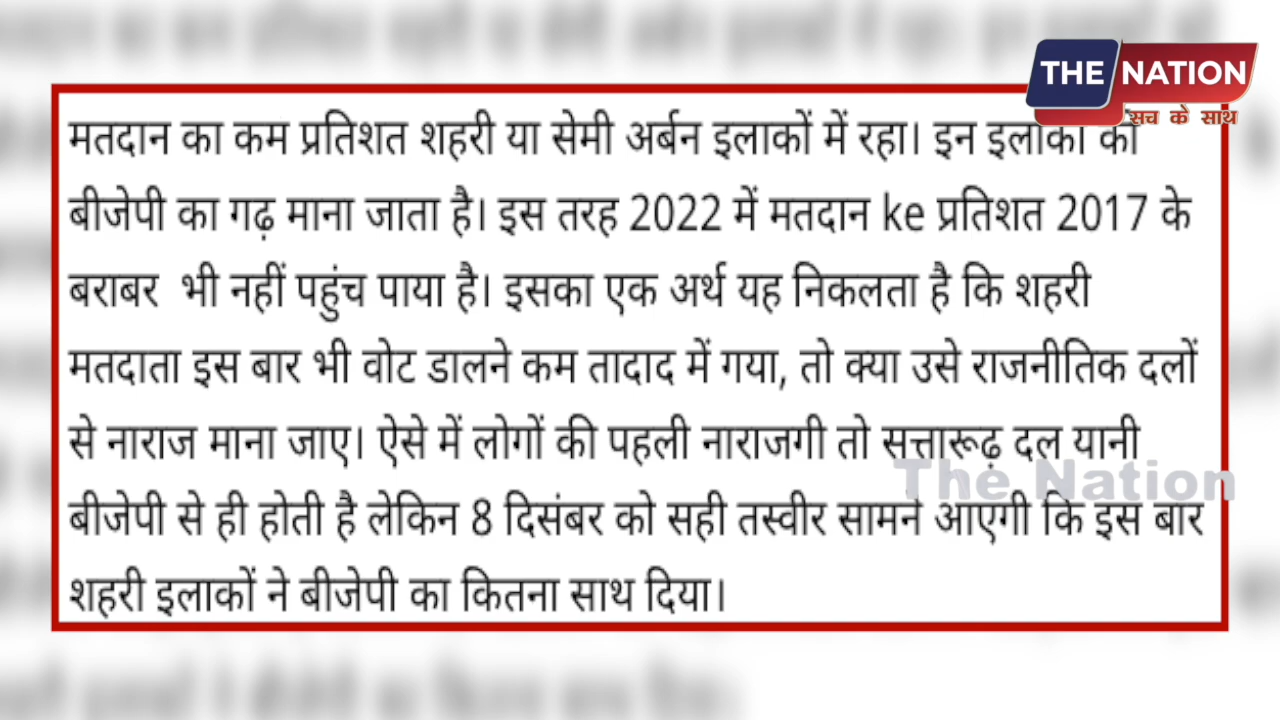 THE NATION
सच के साथ
मतदान का कम प्रतिशत शहरी या सेमी अर्बन इलाकों में रहा। इन इलाकों को
बीजेपी का गढ़ माना जाता है। इस तरह 2022 में मतदान ke प्रतिशत 2017 के
बराबर भी नहीं पहुंच पाया है। इसका एक अर्थ यह निकलता है कि शहरी
मतदाता इस बार भी वोट डालने कम तादाद में गया, तो क्या उसे राजनीतिक दलों
से नाराज माना जाए। ऐसे में लोगों की पहली नाराजगी तो सत्तारूढ़ दल यानी
The Nation
बीजेपी से ही होती है लेकिन 8 दिसंबर को सही तस्वीर सामने आएगी कि इस बार
शहरी इलाकों ने बीजेपी का कितना साथ दिया।